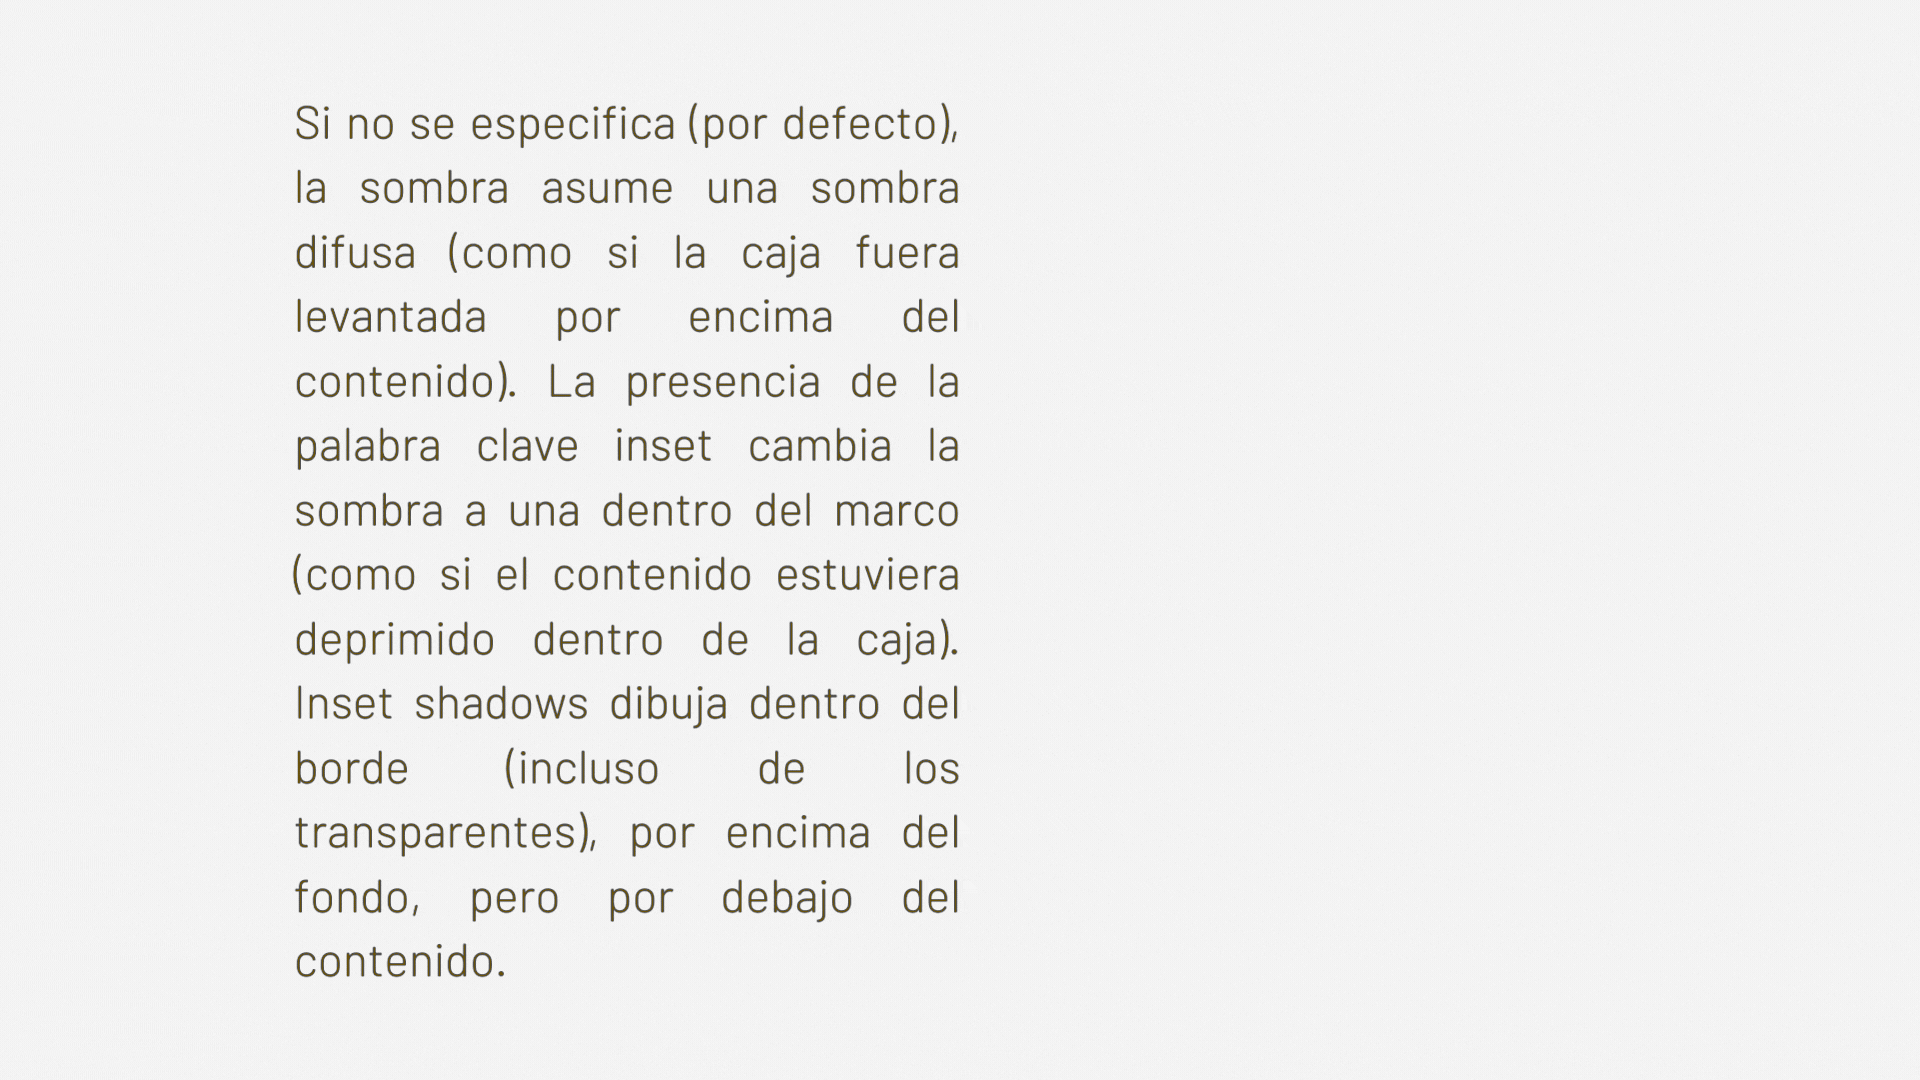 Si no se especifica (por defecto),
la sombra asume una sombra
difusa (como si la caja fuera
levantada por encima del
contenido). La presencia de la
palabra clave inset cambia la
sombra a una dentro del marco
(como si el contenido estuviera
deprimido dentro de la caja).
Inset shadows dibuja dentro del
borde (incluso de los
transparentes), por encima del
fondo, pero por debajo del
contenido.